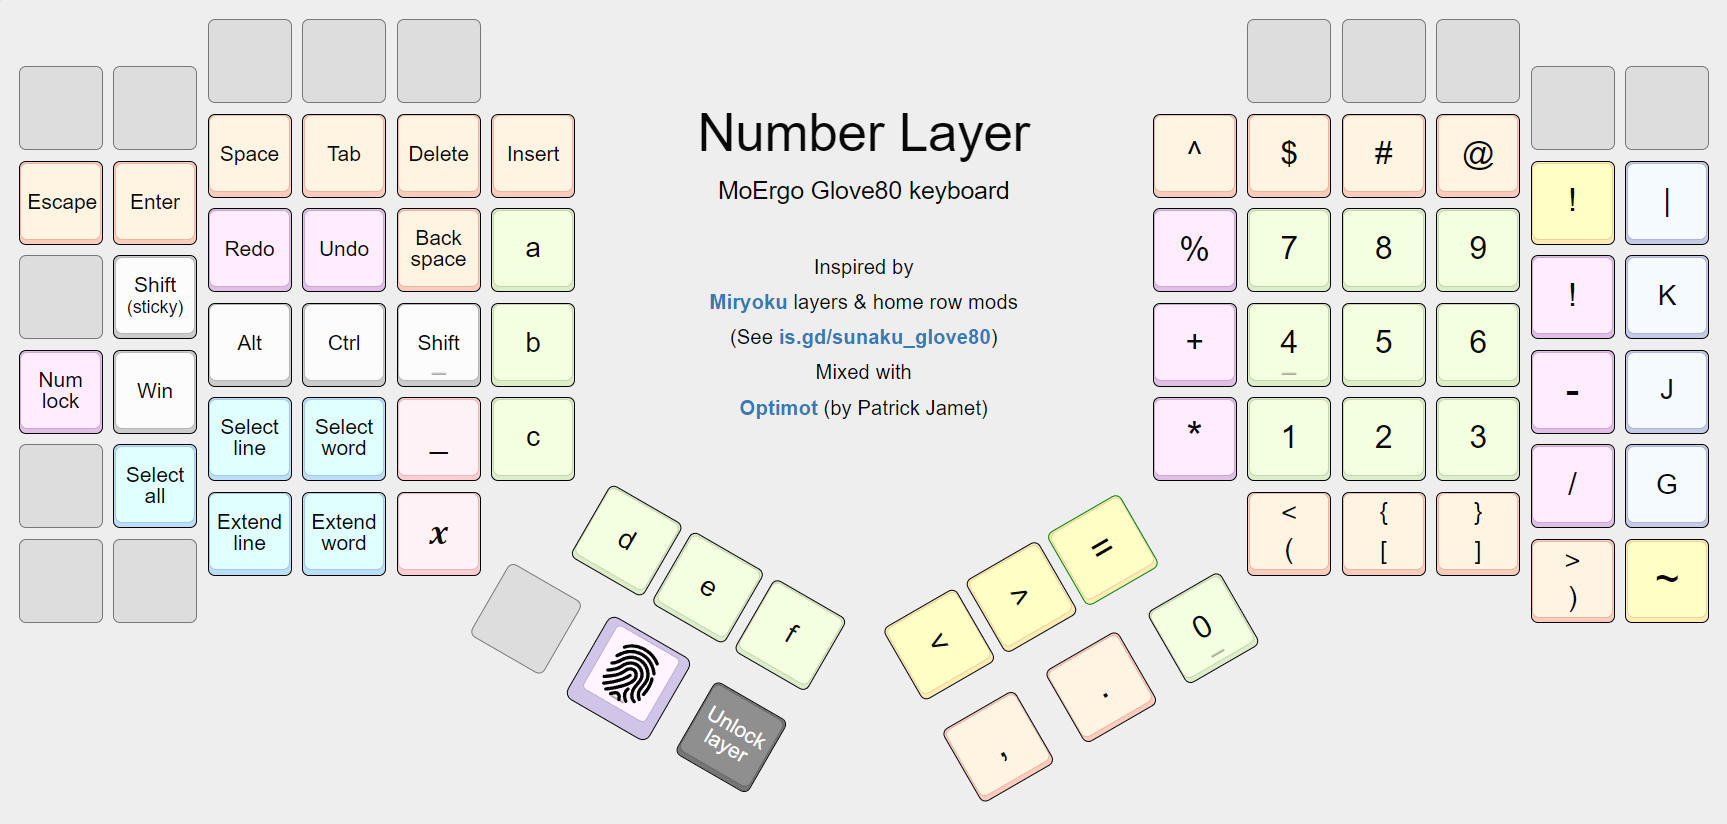 Number Layer
MoErgo Glove80 keyboard
Inspired by
Miryoku layers & home row mods
(See is.gd/sunaku_glove80)
Mixed with
Optimot (by Patrick Jamet)
Space Tab Delete Insert
Escape Enter
Redo Undo Back
space a
Shift
(sticky)
Alt Ctrl Shift b
_
Num
lock Win
Select
line
Select
word
_ c
Select
all
Extend
line
Extend
word
x
d
e
f
Unlock
layer
^ $ # @
! |
% 7 8 9
! K
+ 4 5 6
_
- J
* 1 2 3
/ G
< { }
( [ ]
>
) ~
=
>
<
0
_
.
,